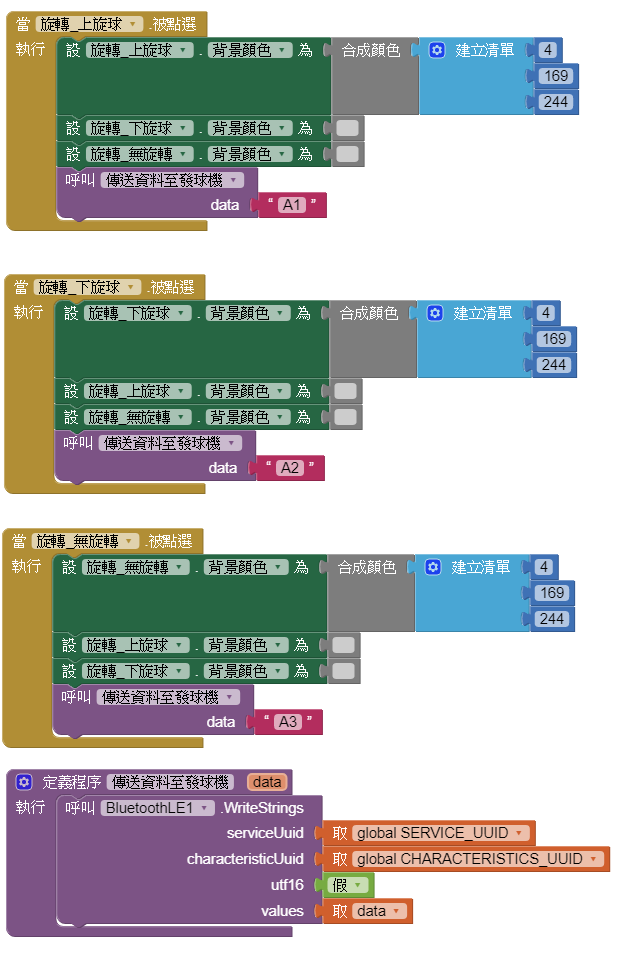 當 旋轉_上旋球 .被點選
執行 設 旋轉_上旋球 . 背景顏色 為 合成顏色 建立清單 4
169
244
設 旋轉_下旋球 . 背景顏色 為
設 旋轉_無旋轉 . 背景顏色 為
呼叫 傳送資料至發球機
data “ A1 ”
當 旋轉_下旋球 .被點選
執行 設 旋轉_下旋球 . 背景顏色 為 合成顏色 建立清單 4
169
244
設 旋轉_上旋球 . 背景顏色 為
設 旋轉_無旋轉 . 背景顏色 為
呼叫 傳送資料至發球機
data “ A2 ”
當 旋轉_無旋轉 .被點選
執行 設 旋轉_無旋轉 . 背景顏色 為 合成顏色 建立清單 4
169
244
設 旋轉_上旋球 . 背景顏色 為
設 旋轉_下旋球 . 背景顏色 為
呼叫 傳送資料至發球機
data “ A3 ”
定義程序 傳送資料至發球機 data
執行 呼叫 BluetoothLE1 .WriteStrings
serviceUuid 取 global SERVICE_UUID
characteristicUuid 取 global CHARACTERISTICS_UUID
utf16 假
values 取 data